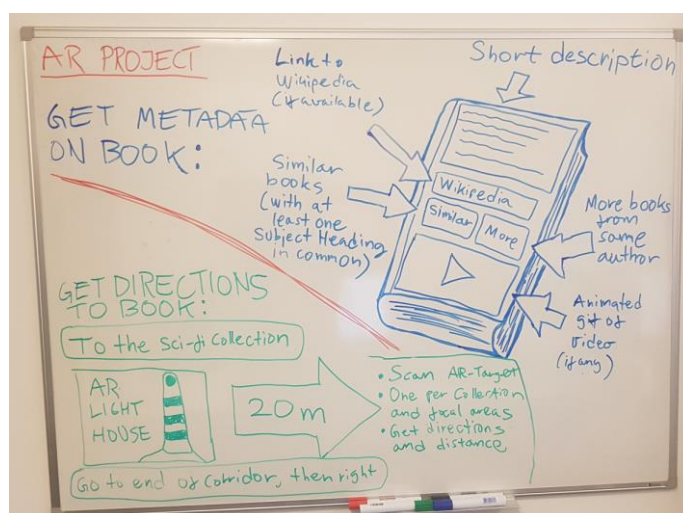 AR PROJECT
GET METADATA
ON BOOK:
Link to
Wikipedia
(if available)
Short description
Similar
books
(with at
least one
Subject Heading
in common)
Wikipedia
Similar
More
More books
from
same
author
Animated
gif of
video
(if any)
GET DIRECTIONS
TO BOOK:
To the Sci-fi Collection
AR
LIGHT
HOUSE
20 m
Go to end of corridor, then right
• Scan AR-Target
• One per Collection
and focal areas
• Get directions
and distance